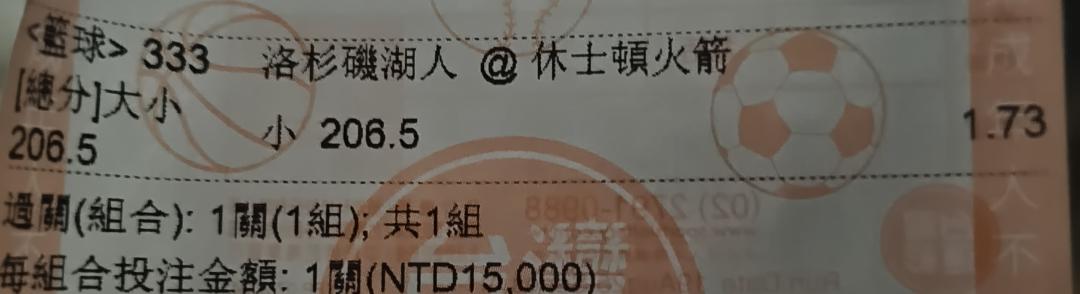 <籃球> 333 洛杉磯湖人 @ 休士頓火箭
[總分]大小
206.5 小 206.5 1.73
過關(組合): 1關(1組); 共1組
每組合投注金額: 1關(NTD15,000)